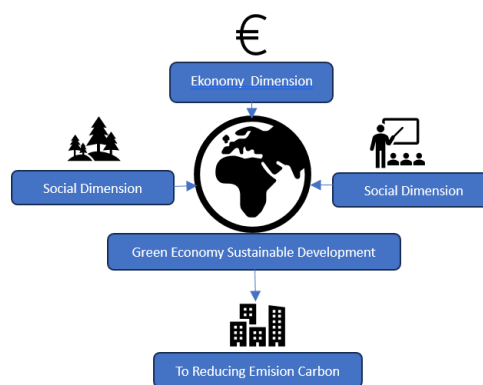 €
Ekonomy Dimension
Social Dimension
Social Dimension
Green Economy Sustainable Development
To Reducing Emision Carbon